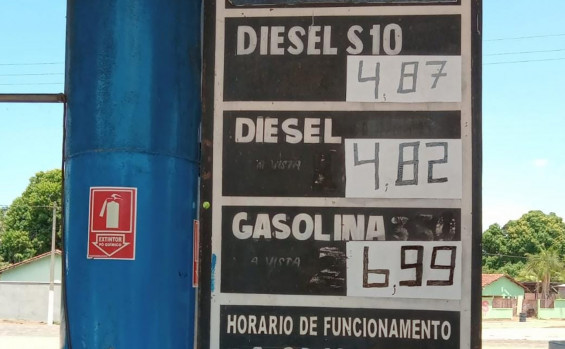 DIESEL S10
4,87
DIESEL
A VISTA
4,82
GASOLINA
A VISTA
6,99
EXTINTOR
HORARIO DE FUNCIONAMENTO